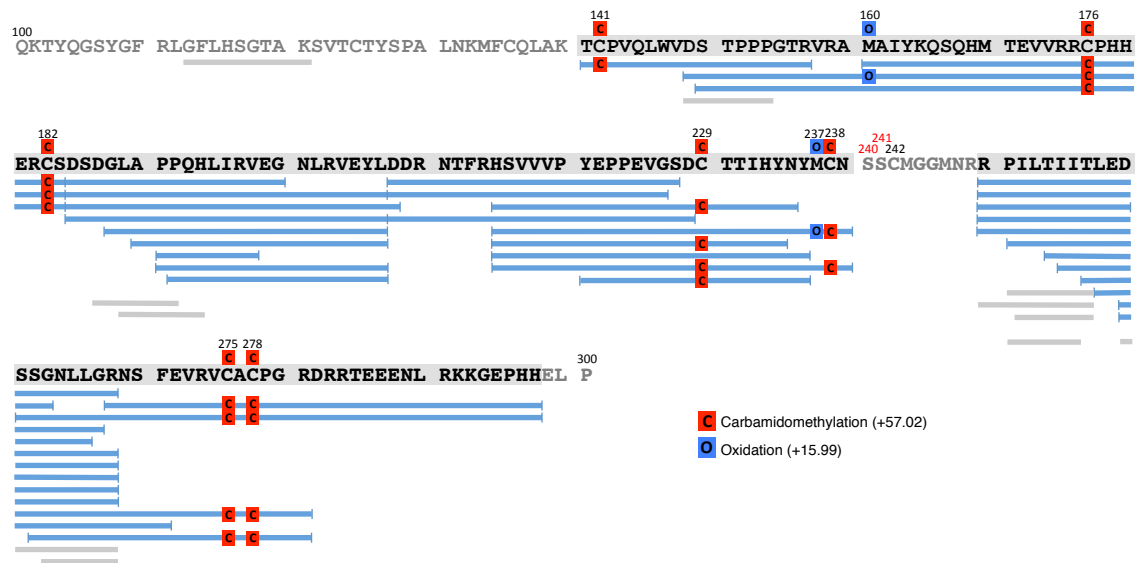 141 160 176
100
QKTYQGSYGF RLGFLHSGTA KSVTCTYSPA LNKMFCQLAK TCPVQLWVDS TPPPGTRVRA MAIYKQSQHM TEVVRRCPHH
C O C
C C
O C
C
182 229 237 238 240 241 242
C C O C
ERCSDSDGLA PPQHLIRVEG NLRVEYLDDR NTFRHSVVVP YEPPEVGSDC TTIHYNYMCN SSCMGGMNRR PILTIITLED
C
C
C C
O C
C
C
C
275 278 300
C C
SSGNLLGRNS FEVRVCACPG RDRRTEEENL RKKGEPHHEL P
C C
C C
C Carbamidomethylation (+57.02)
O Oxidation (+15.99)
C C
C C